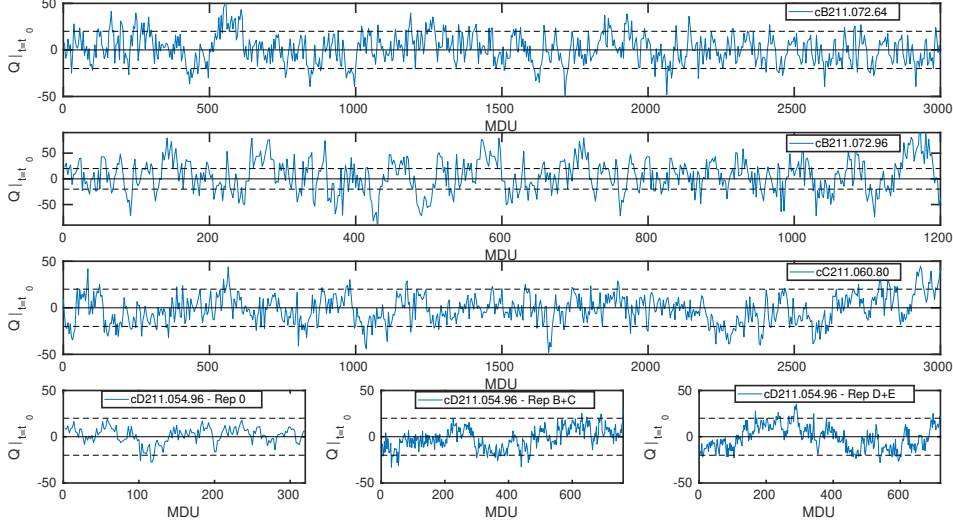 50
0
-50
Q|t=t0
cB211.072.64
0 500 1000 1500 2000 2500 3000
MDU
50
0
-50
Q|t=t0
cB211.072.96
0 200 400 600 800 1000 1200
MDU
50
0
-50
Q|t=t0
cC211.060.80
0 500 1000 1500 2000 2500 3000
MDU
50
0
-50
Q|t=t0
cD211.054.96 - Rep 0
0 100 200 300
MDU
50
0
-50
Q|t=t0
cD211.054.96 - Rep B+C
0 200 400 600
MDU
50
0
-50
Q|t=t0
cD211.054.96 - Rep D+E
0 200 400 600
MDU